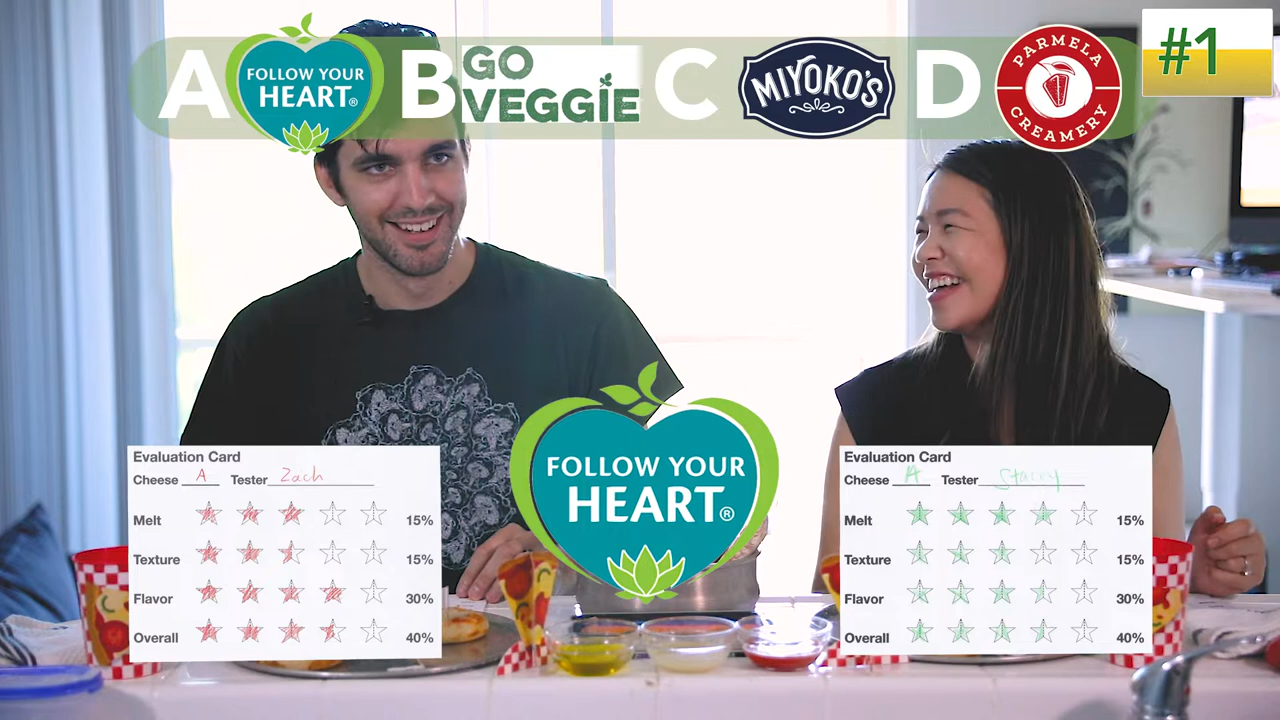 A FOLLOW YOUR HEART® B GO VEGGIE C MIYOKO'S D PARMELA CREAMERY #1
FOLLOW YOUR
HEART®
Evaluation Card
Cheese A Tester Zach
Melt 15%
Texture 15%
Flavor 30%
Overall 40%
Evaluation Card
Cheese A Tester Stacey
Melt 15%
Texture 15%
Flavor 30%
Overall 40%